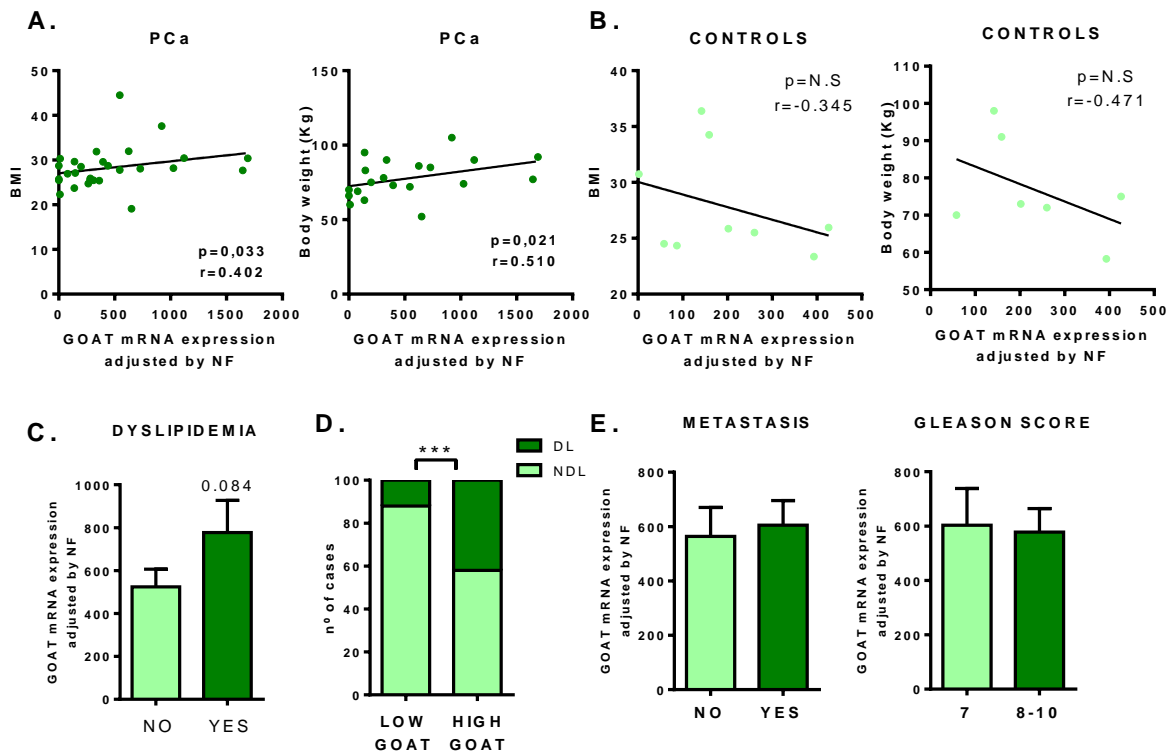 A.
PCa
BMI
50
40
30
20
10
0
0 500 1000 1500 2000
p=0,033
r=0.402
GOAT mRNA expression
adjusted by NF
PCa
Body weight (Kg)
150
100
50
0
0 500 1000 1500 2000
p=0,021
r=0.510
GOAT mRNA expression
adjusted by NF
B.
CONTROLS
BMI
40
35
30
25
20
0 100 200 300 400 500
p=N.S
r=-0.345
GOAT mRNA expression
adjusted by NF
CONTROLS
Body weight (Kg)
110
100
90
80
70
60
50
0 100 200 300 400 500
p=N.S
r=-0.471
GOAT mRNA expression
adjusted by NF
C.
DYSLIPIDEMIA
GOAT mRNA expression
adjusted by NF
1000
800
600
400
200
0
0.084
NO YES
D.
DL
NDL
***
nº of cases
100
80
60
40
20
0
LOW HIGH
GOAT GOAT
E.
METASTASIS
GOAT mRNA expression
adjusted by NF
800
600
400
200
0
NO YES
GLEASON SCORE
GOAT mRNA expression
adjusted by NF
800
600
400
200
0
7 8-10